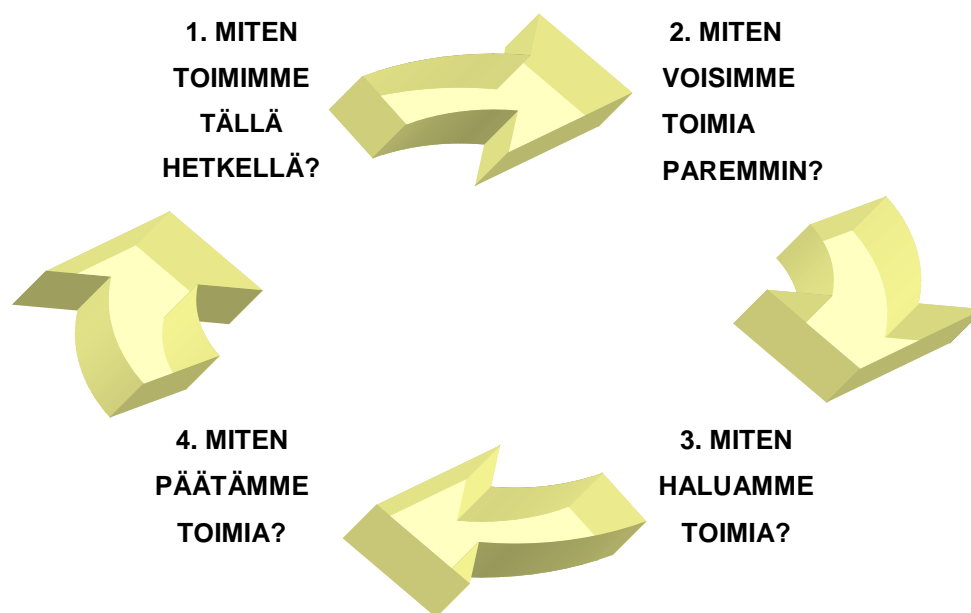 1. MITEN
TOIMIMME
TÄLLÄ
HETKELLÄ?
2. MITEN
VOISIMME
TOIMIA
PAREMMIN?
3. MITEN
HALUAMME
TOIMIA?
4. MITEN
PÄÄTÄMME
TOIMIA?